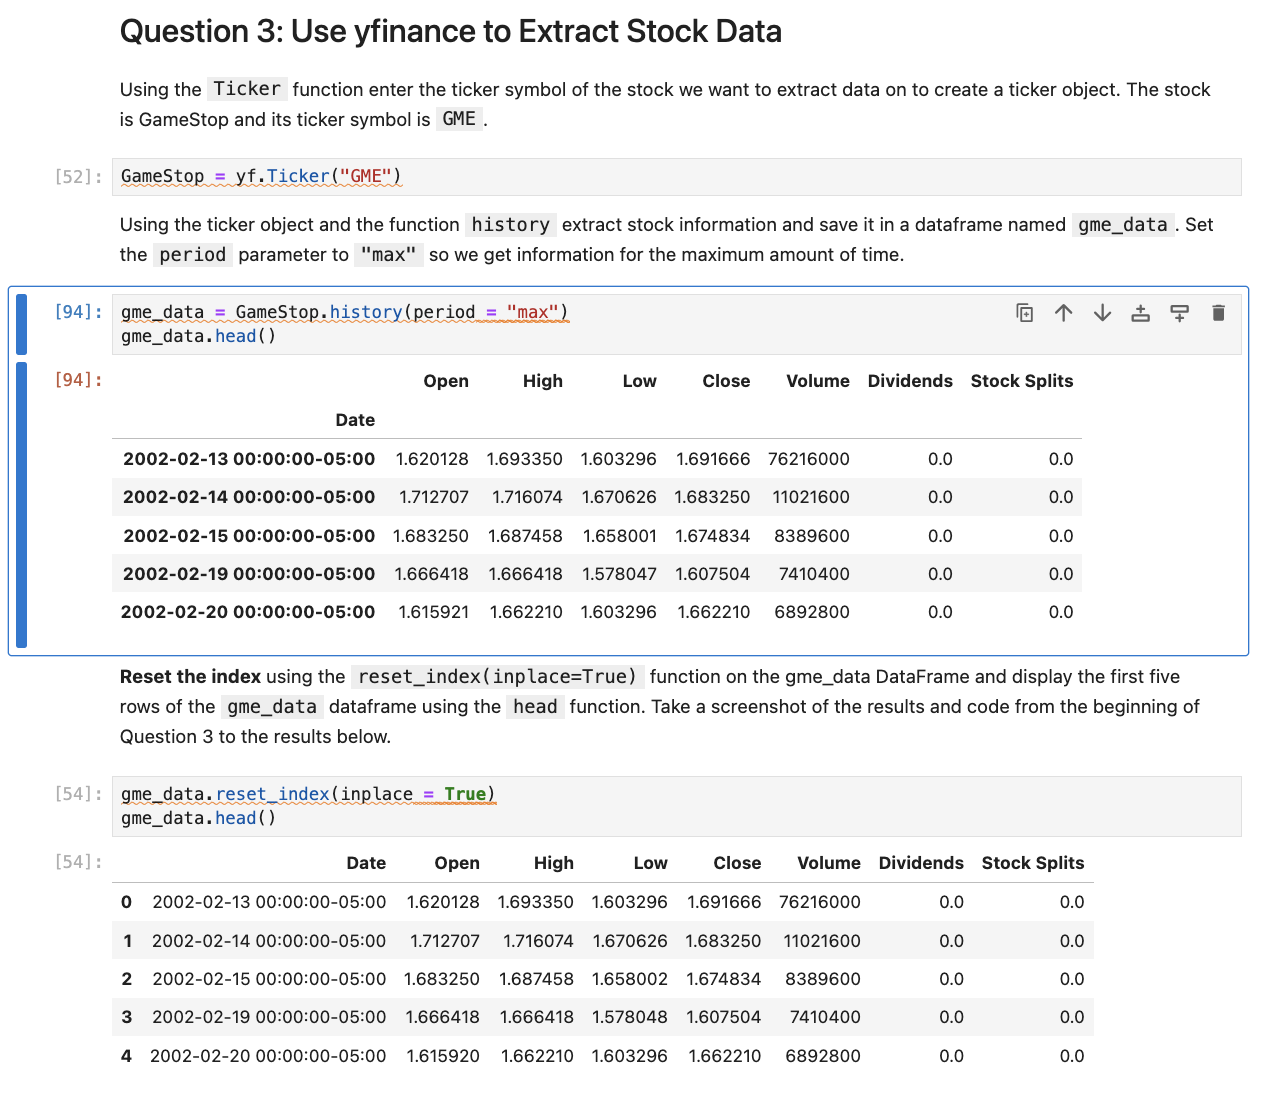 Question 3: Use yfinance to Extract Stock Data
Using the Ticker function enter the ticker symbol of the stock we want to extract data on to create a ticker object. The stock
is GameStop and its ticker symbol is GME .
[52]: GameStop = yf.Ticker("GME")
Using the ticker object and the function history extract stock information and save it in a dataframe named gme_data . Set
the period parameter to "max" so we get information for the maximum amount of time.
[94]: gme_data = GameStop.history(period = "max")
gme_data.head()
[94]: Open High Low Close Volume Dividends Stock Splits
Date
2002-02-13 00:00:00-05:00 1.620128 1.693350 1.603296 1.691666 76216000 0.0 0.0
2002-02-14 00:00:00-05:00 1.712707 1.716074 1.670626 1.683250 11021600 0.0 0.0
2002-02-15 00:00:00-05:00 1.683250 1.687458 1.658001 1.674834 8389600 0.0 0.0
2002-02-19 00:00:00-05:00 1.666418 1.666418 1.578047 1.607504 7410400 0.0 0.0
2002-02-20 00:00:00-05:00 1.615921 1.662210 1.603296 1.662210 6892800 0.0 0.0
Reset the index using the reset_index(inplace=True) function on the gme_data DataFrame and display the first five
rows of the gme_data dataframe using the head function. Take a screenshot of the results and code from the beginning of
Question 3 to the results below.
[54]: gme_data.reset_index(inplace = True)
gme_data.head()
[54]: Date Open High Low Close Volume Dividends Stock Splits
0 2002-02-13 00:00:00-05:00 1.620128 1.693350 1.603296 1.691666 76216000 0.0 0.0
1 2002-02-14 00:00:00-05:00 1.712707 1.716074 1.670626 1.683250 11021600 0.0 0.0
2 2002-02-15 00:00:00-05:00 1.683250 1.687458 1.658002 1.674834 8389600 0.0 0.0
3 2002-02-19 00:00:00-05:00 1.666418 1.666418 1.578048 1.607504 7410400 0.0 0.0
4 2002-02-20 00:00:00-05:00 1.615920 1.662210 1.603296 1.662210 6892800 0.0 0.0